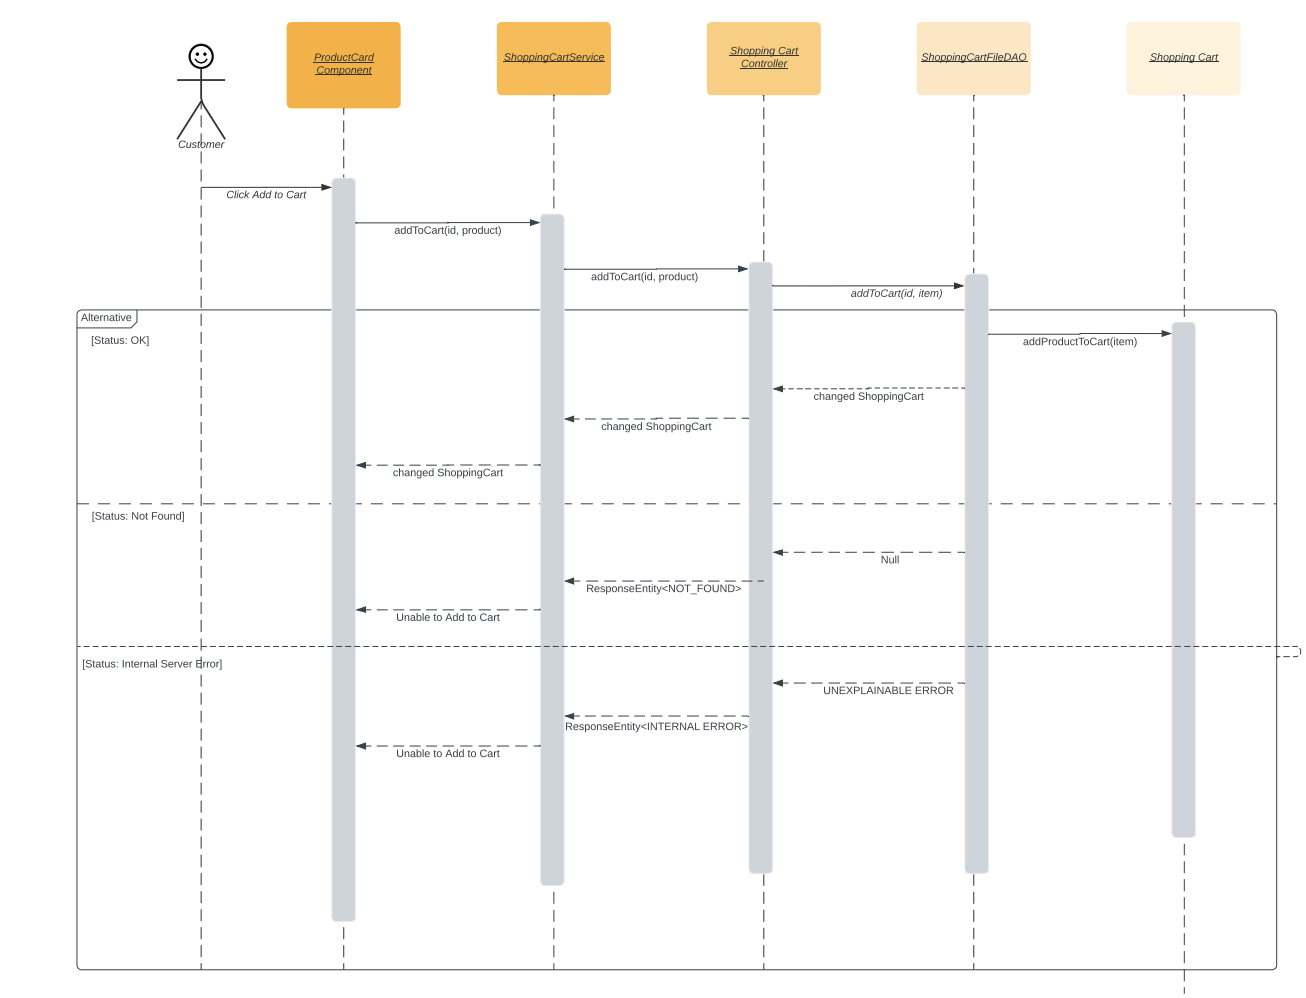 ProductCard
Component
ShoppingCartService
Shopping Cart
Controller
ShoppingCartFileDAO
Shopping Cart
Customer
Click Add to Cart
addToCart(id, product)
addToCart(id, product)
addToCart(id, item)
Alternative
[Status: OK]
addProductToCart(item)
changed ShoppingCart
changed ShoppingCart
changed ShoppingCart
[Status: Not Found]
Null
ResponseEntity<NOT_FOUND>
Unable to Add to Cart
[Status: Internal Server Error]
UNEXPLAINABLE ERROR
ResponseEntity<INTERNAL ERROR>
Unable to Add to Cart